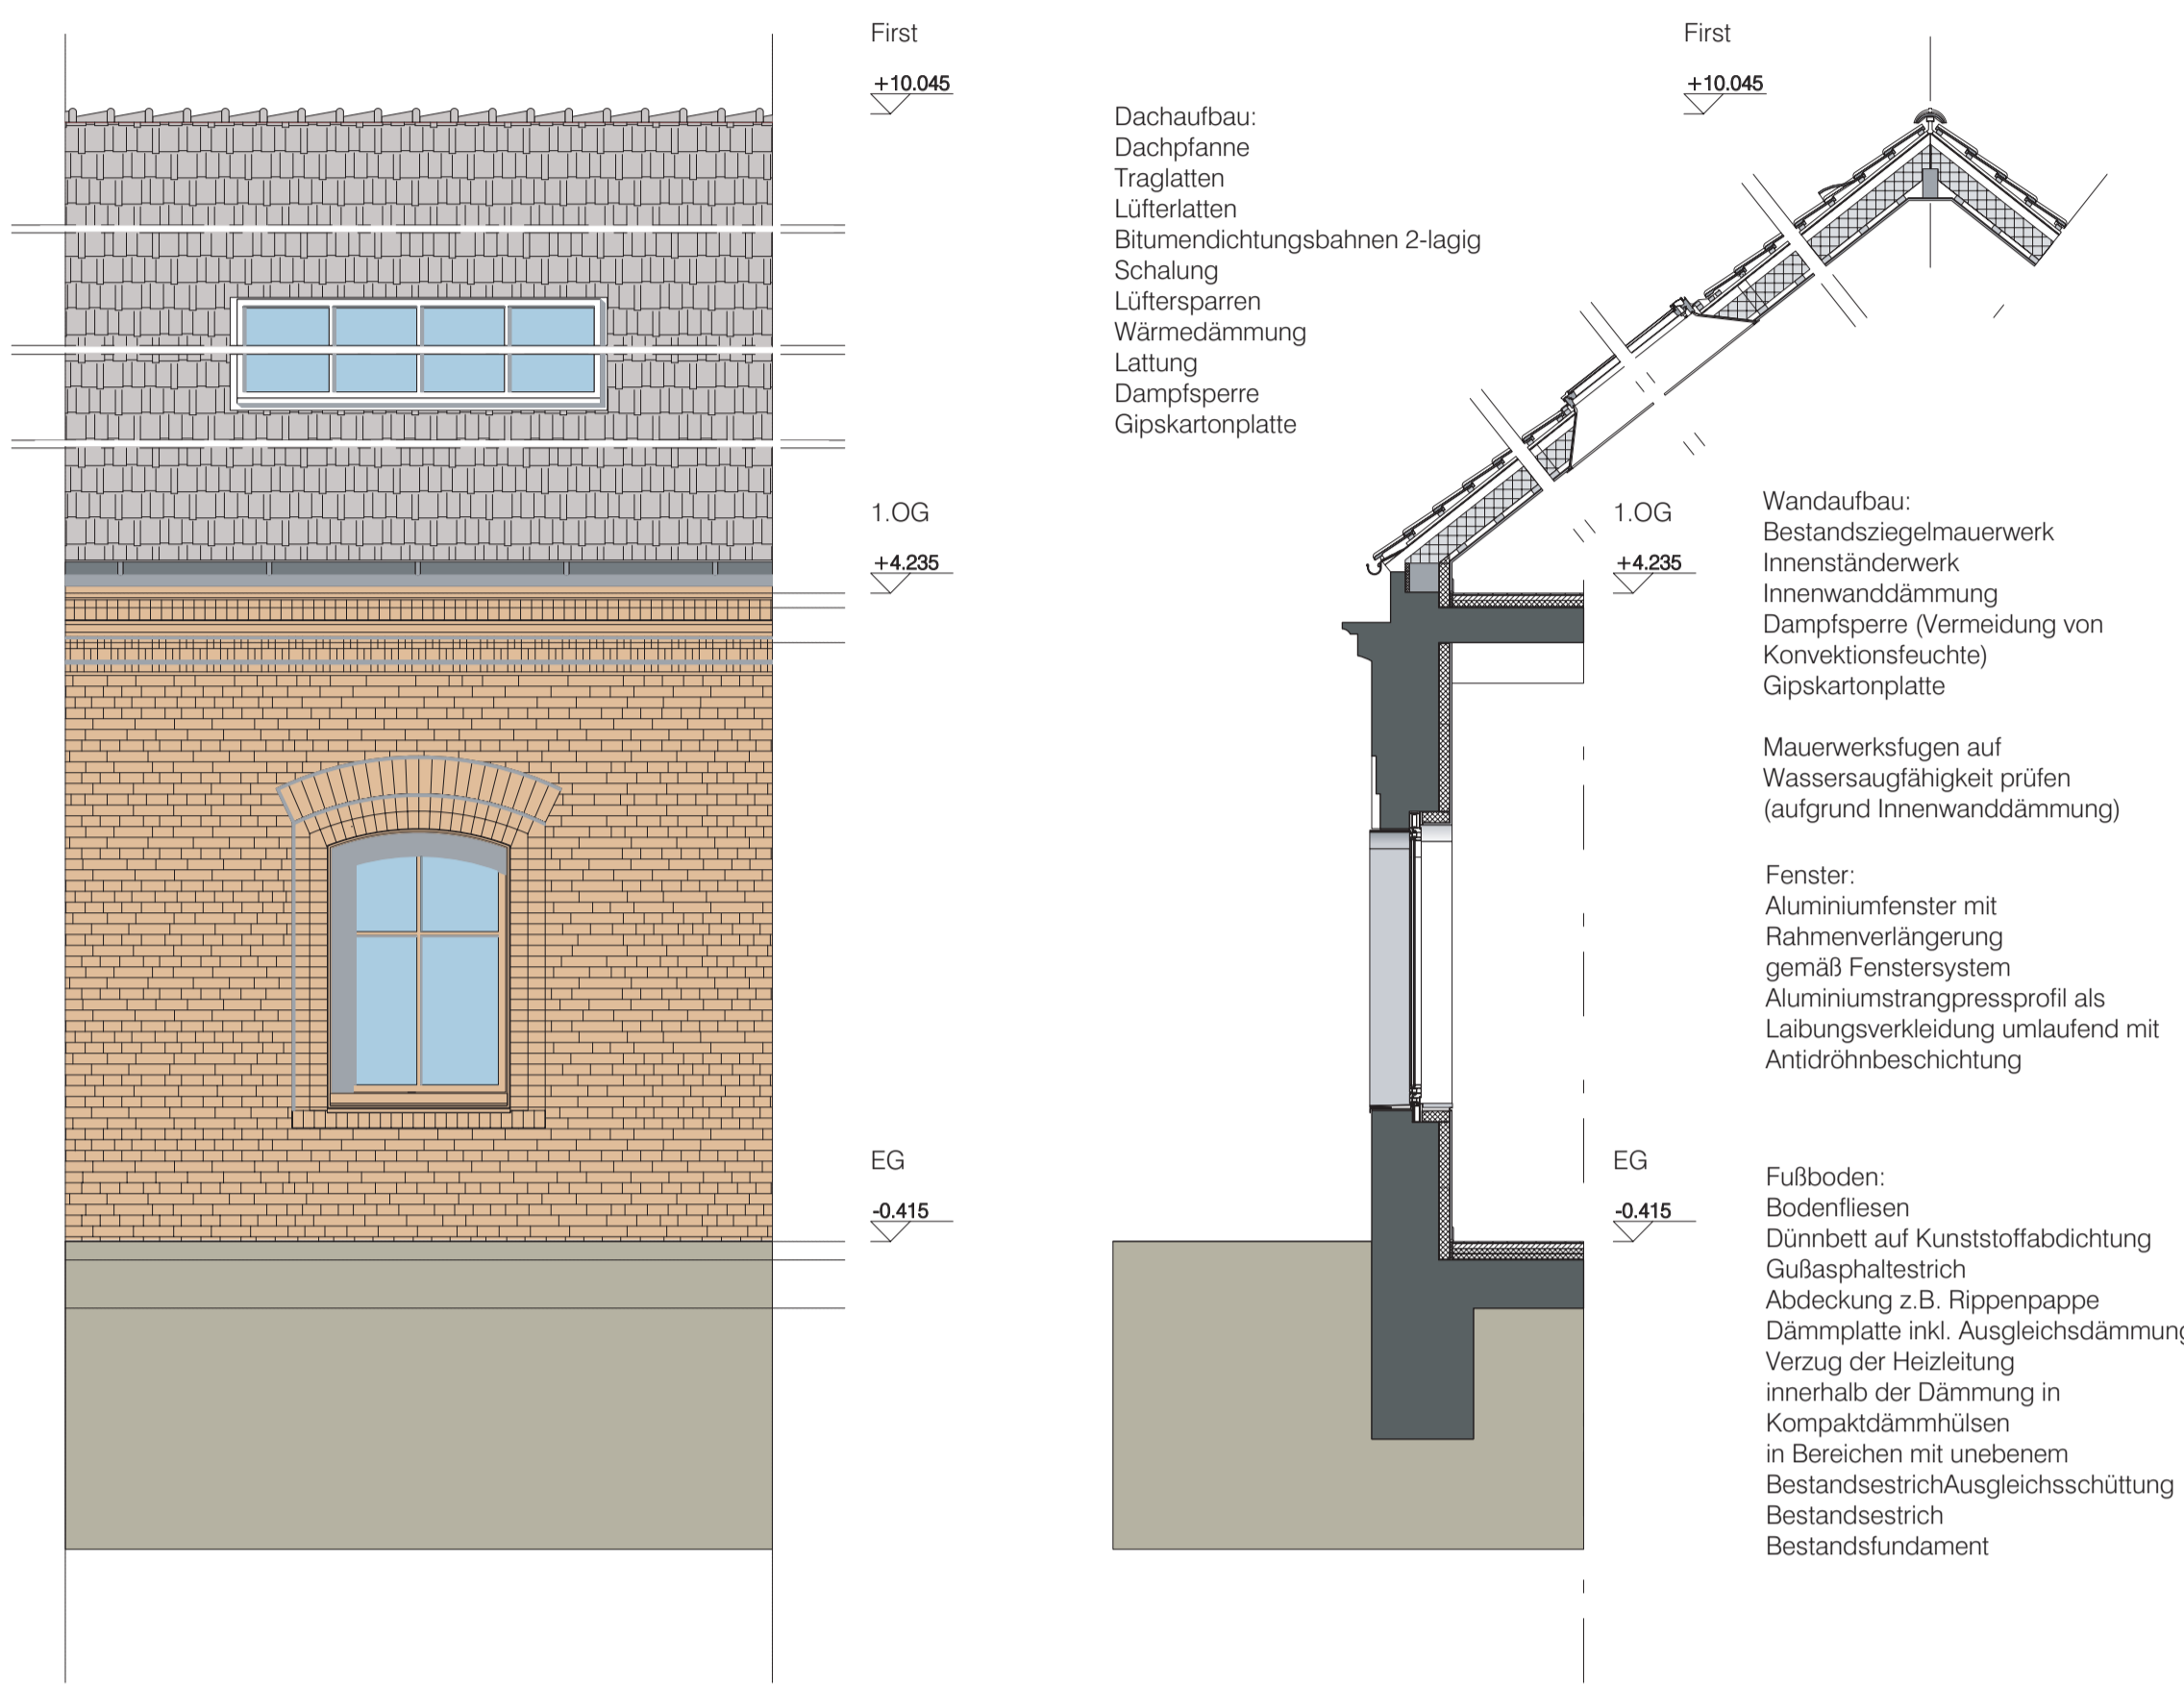 First
+10.045
1.OG
+4.235
EG
-0.415
Dachaufbau:
Dachpfanne
Traglatten
Lüfterlatten
Bitumendichtungsbahnen 2-lagig
Schalung
Lüftersparren
Wärmedämmung
Lattung
Dampfsperre
Gipskartonplatte
First
+10.045
1.OG
+4.235
EG
-0.415
Wandaufbau:
Bestandsziegelmauerwerk
Innenständerwerk
Innenwanddämmung
Dampfsperre (Vermeidung von
Konvektionsfeuchte)
Gipskartonplatte
Mauerwerksfugen auf
Wassersaugfähigkeit prüfen
(aufgrund Innenwanddämmung)
Fenster:
Aluminiumfenster mit
Rahmenverlängerung
gemäß Fenstersystem
Aluminiumstrangpressprofil als
Laibungsverkleidung umlaufend mit
Antidröhnbeschichtung
Fußboden:
Bodenfliesen
Dünnbett auf Kunststoffabdichtung
Gußasphaltestrich
Abdeckung z.B. Rippenpappe
Dämmplatte inkl. Ausgleichsdämmung
Verzug der Heizleitung
innerhalb der Dämmung in
Kompaktdämmhülsen
in Bereichen mit unebenem
BestandsestrichAusgleichsschüttung
Bestandsestrich
Bestandsfundament